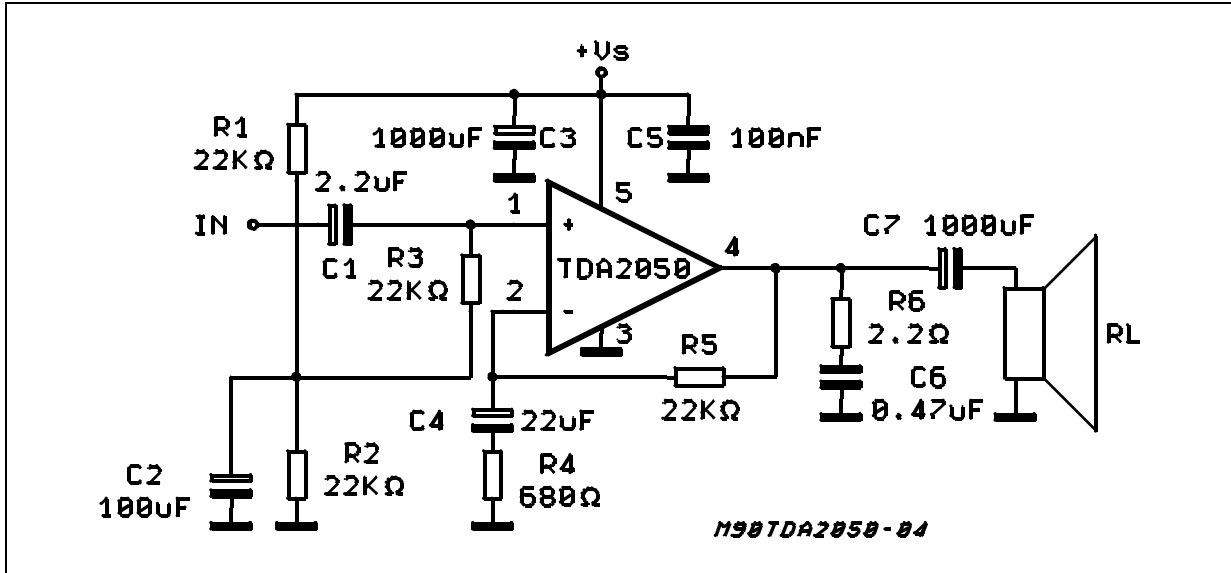 +Vs
R1
22KΩ
1000uF
C3
C5
100nF
2.2uF
IN
C1
R3
22KΩ
1
+
5
TDA2050
2
-
3
4
C7 1000uF
R6
2.2Ω
RL
R5
22KΩ
C6
0.47uF
C4
22uF
R4
680Ω
C2
100uF
R2
22KΩ
M90TDA2050-04